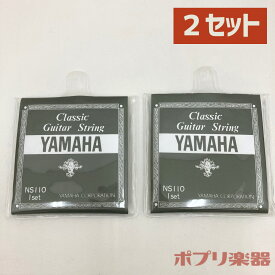 2セット
Classic
Guitar String
YAMAHA
NS110
1set
YAMAHA CORPORATION
Classic
Guitar String
YAMAHA
NS110
1set
YAMAHA CORPORATION
ポプリ楽器